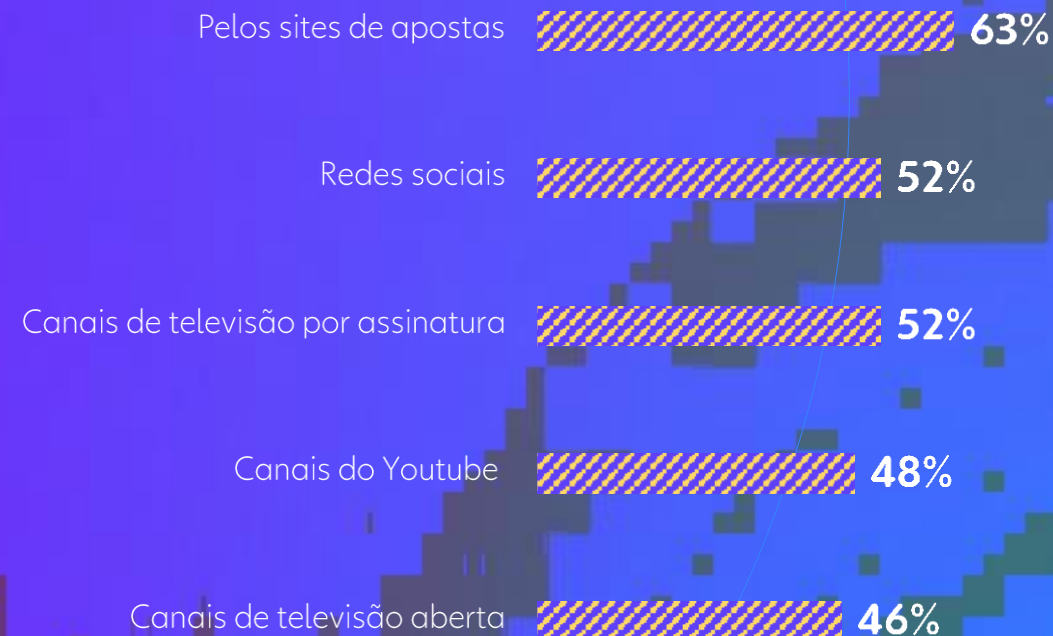 Pelos sites de apostas 63%
Redes sociais 52%
Canais de televisão por assinatura 52%
Canais do Youtube 48%
Canais de televisão aberta 46%